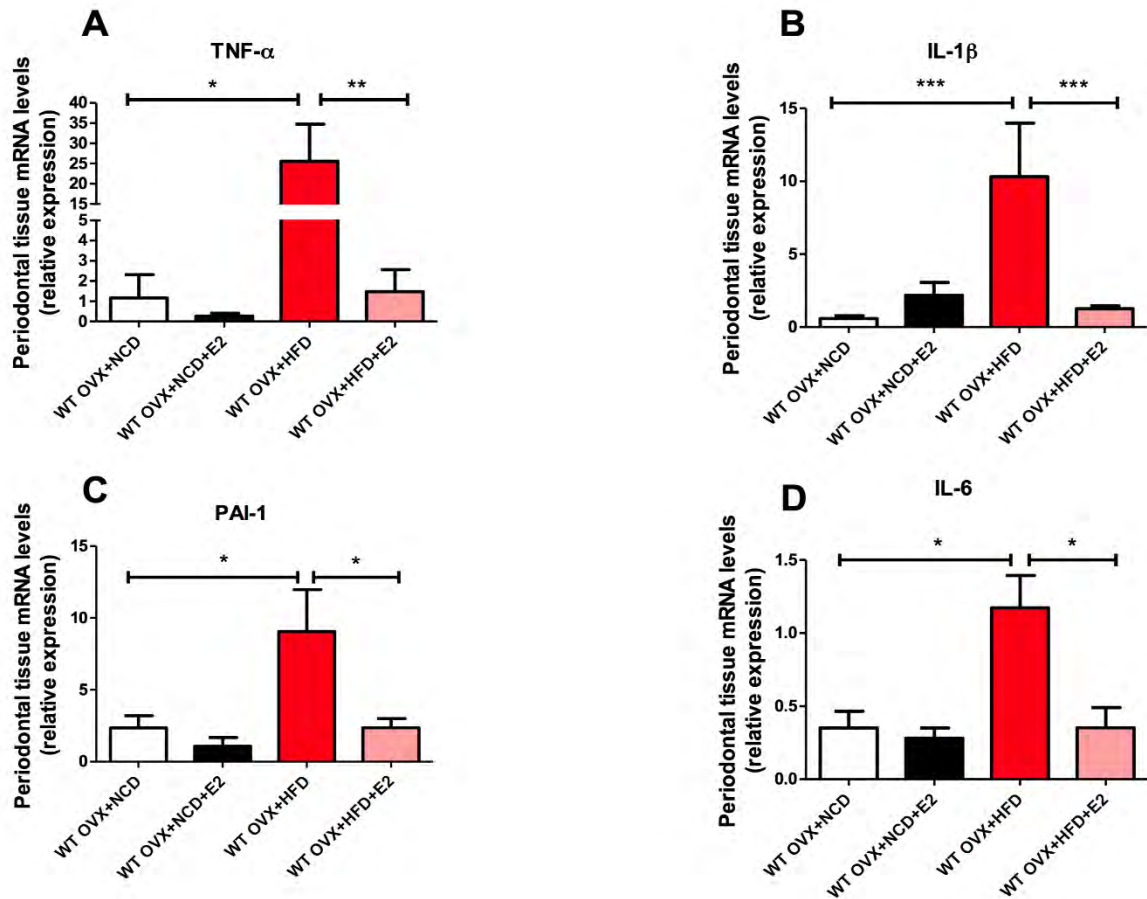 A
TNF-α
* **
Periodontal tissue mRNA levels
(relative expression)
40
35
30
25
20
15
5
4
3
2
1
0
WT OVX+NCD
WT OVX+NCD+E2
WT OVX+HFD
WT OVX+HFD+E2
B
IL-1β
*** ***
Periodontal tissue mRNA levels
(relative expression)
15
10
5
0
WT OVX+NCD
WT OVX+NCD+E2
WT OVX+HFD
WT OVX+HFD+E2
C
PAI-1
* *
Periodontal tissue mRNA levels
(relative expression)
15
10
5
0
WT OVX+NCD
WT OVX+NCD+E2
WT OVX+HFD
WT OVX+HFD+E2
D
IL-6
* *
Periodontal tissue mRNA levels
(relative expression)
1.5
1.0
0.5
0.0
WT OVX+NCD
WT OVX+NCD+E2
WT OVX+HFD
WT OVX+HFD+E2